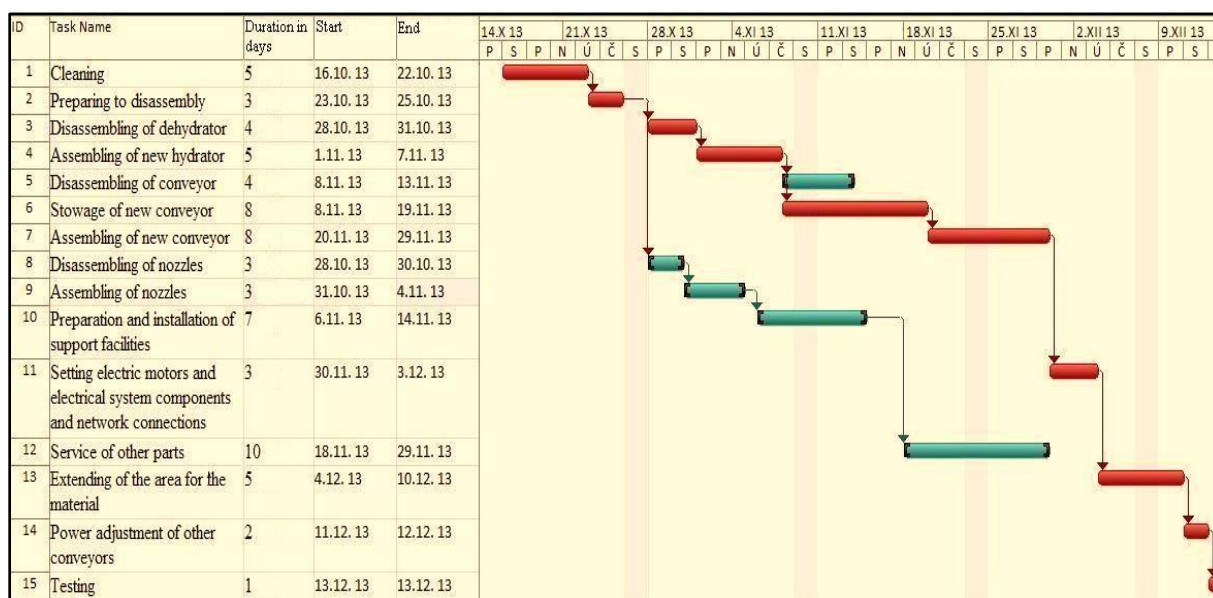 ID Task Name Duration in days Start End 14.X 13 21.X 13 28.X 13 4.XI 13 11.XI 13 18.XI 13 25.XI 13 2.XII 13 9.XII 13
P S P N Ú Č S P S P N Ú Č S P S P N Ú Č S P S P N Ú Č S P S
1 Cleaning 5 16.10. 13 22.10. 13
2 Preparing to disassembly 3 23.10. 13 25.10. 13
3 Disassembling of dehydrator 4 28.10. 13 31.10. 13
4 Assembling of new hydrator 5 1.11. 13 7.11. 13
5 Disassembling of conveyor 4 8.11. 13 13.11. 13
6 Stowage of new conveyor 8 8.11. 13 19.11. 13
7 Assembling of new conveyor 8 20.11. 13 29.11. 13
8 Disassembling of nozzles 3 28.10. 13 30.10. 13
9 Assembling of nozzles 3 31.10. 13 4.11. 13
10 Preparation and installation of 7 6.11. 13 14.11. 13
support facilities
11 Setting electric motors and 3 30.11. 13 3.12. 13
electrical system components
and network connections
12 Service of other parts 10 18.11. 13 29.11. 13
13 Extending of the area for the 5 4.12. 13 10.12. 13
material
14 Power adjustment of other 2 11.12. 13 12.12. 13
conveyors
15 Testing 1 13.12. 13 13.12. 13